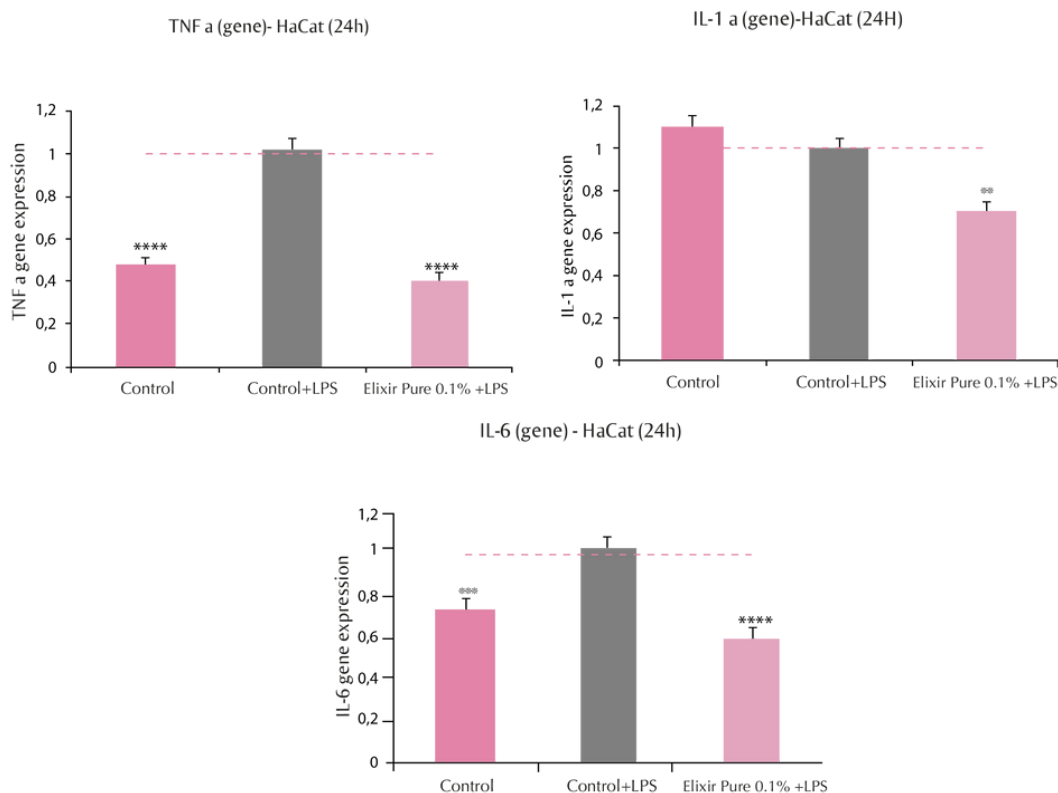 TNF a (gene)- HaCat (24h)
TNF a gene expression
1,2
1
0,8
0,6
0,4
0,2
0
****
****
Control
Control+LPS
Elixir Pure 0.1% +LPS
IL-1 a (gene)-HaCat (24H)
IL-1 a gene expression
1,2
1
0,8
0,6
0,4
0,2
0
**
Control
Control+LPS
Elixir Pure 0.1% +LPS
IL-6 (gene) - HaCat (24h)
IL-6 gene expression
1,2
1
0,8
0,6
0,4
0,2
0
***
****
Control
Control+LPS
Elixir Pure 0.1% +LPS